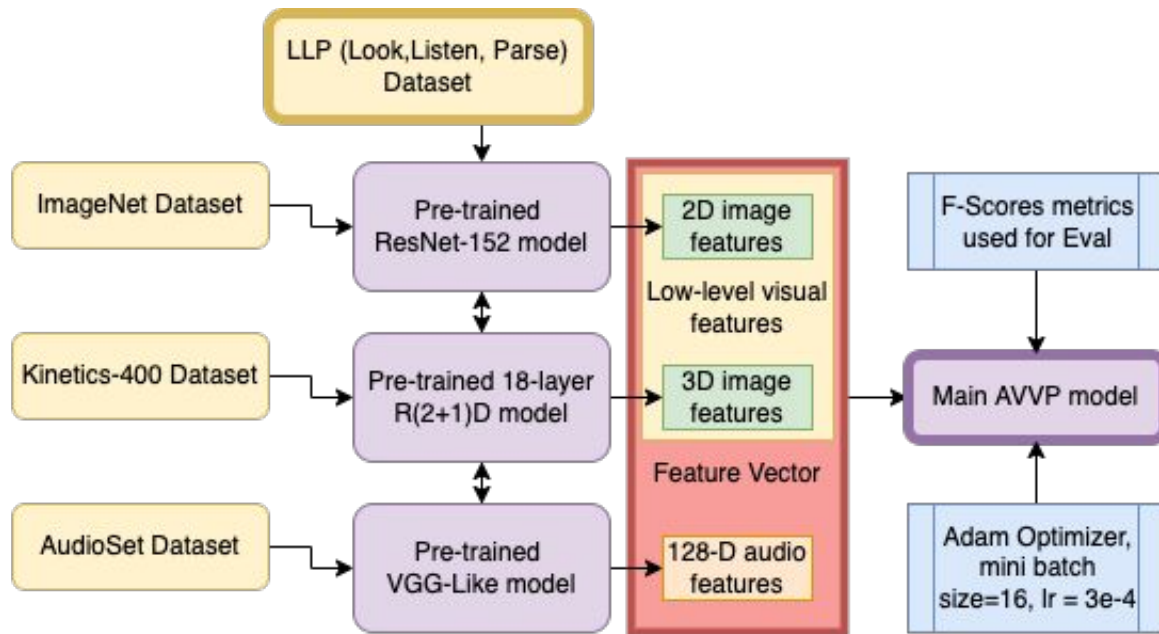 LLP (Look,Listen, Parse)
Dataset
ImageNet Dataset
Pre-trained
ResNet-152 model
2D image
features
Low-level visual
features
F-Scores metrics
used for Eval
Kinetics-400 Dataset
Pre-trained 18-layer
R(2+1)D model
3D image
features
Main AVVP model
Feature Vector
AudioSet Dataset
Pre-trained
VGG-Like model
128-D audio
features
Adam Optimizer,
mini batch
size=16, lr = 3e-4